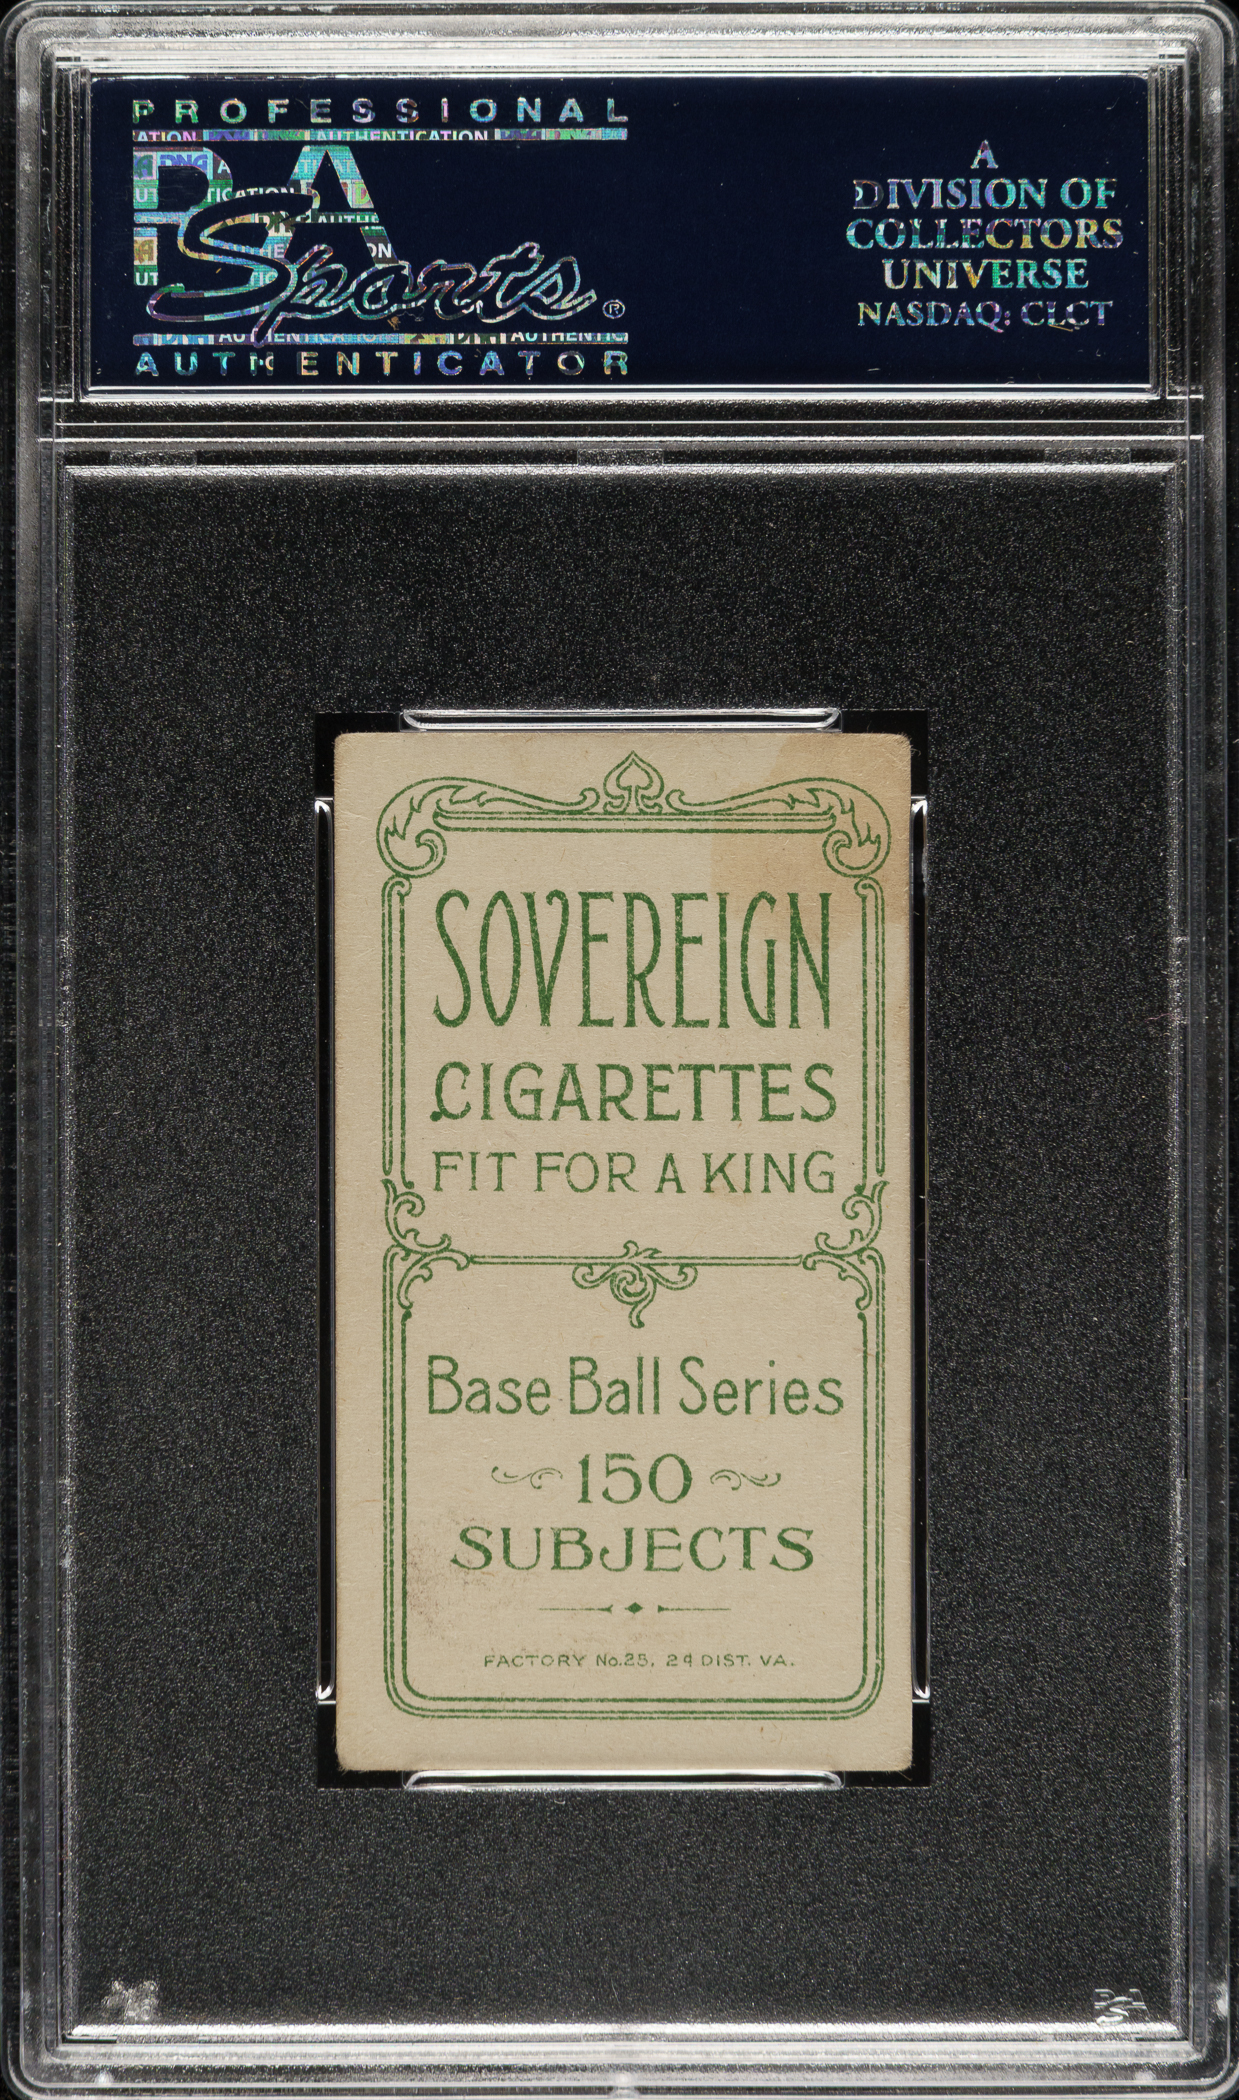 PROFESSIONAL
PSA
Sports®
AUTHENTICATOR
A
DIVISION OF
COLLECTORS
UNIVERSE
NASDAQ: CLCT
SOVEREIGN
CIGARETTES
FIT FOR A KING
Base Ball Series
150
SUBJECTS
FACTORY No.25, 2d DIST. VA.
PSA